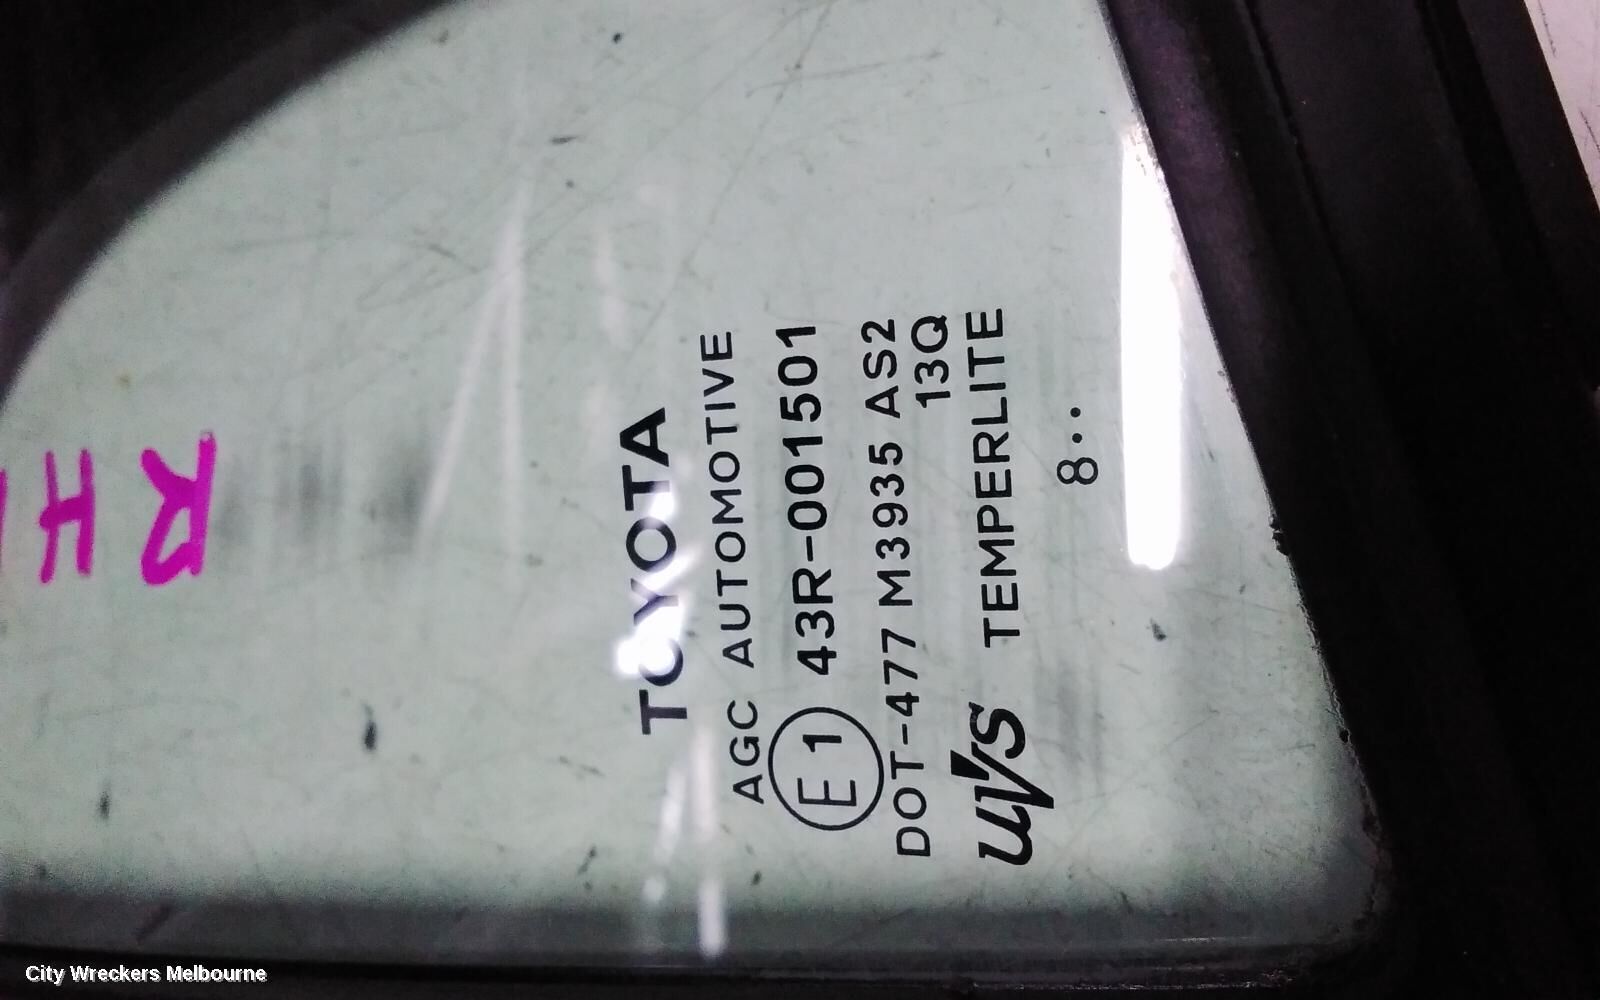 TOYOTA
AGC AUTOMOTIVE
E1 43R-001501
DOT-477 M3935 AS2
13Q
UVS TEMPERLITE
8..
RH
City Wreckers Melbourne